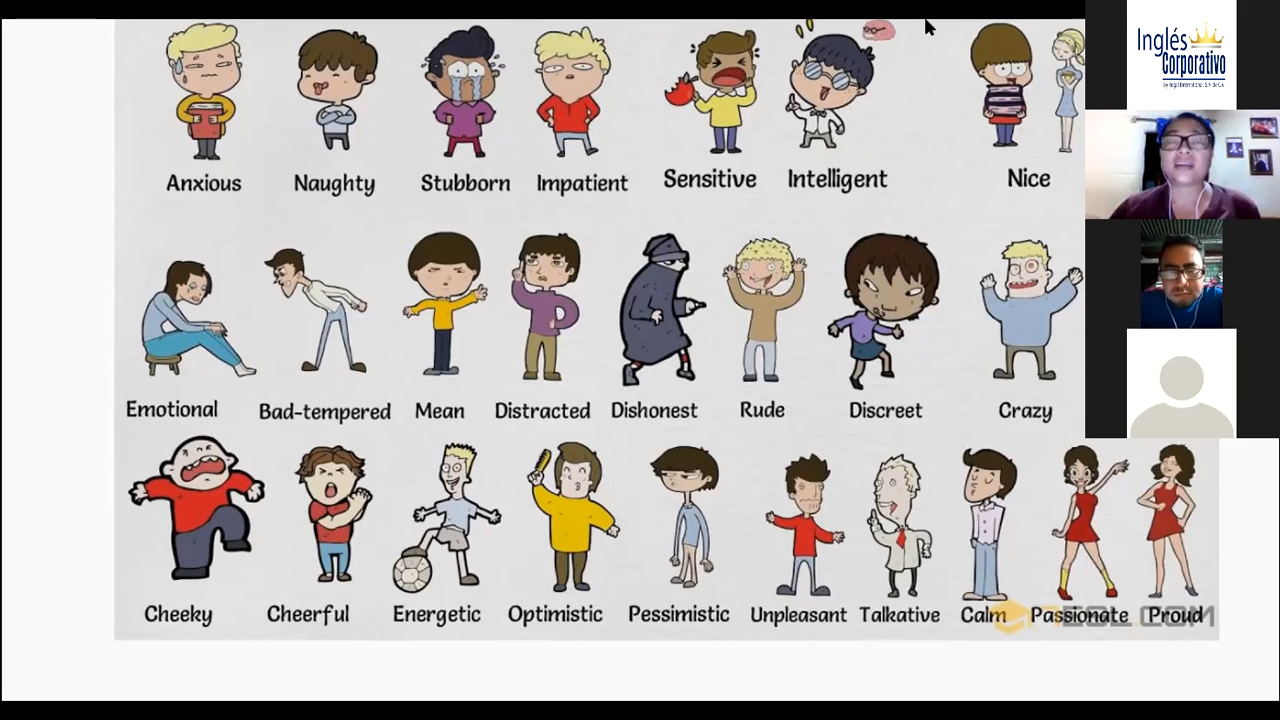 Anxious Naughty Stubborn Impatient Sensitive Intelligent Nice
Emotional Bad-tempered Mean Distracted Dishonest Rude Discreet Crazy
Cheeky Cheerful Energetic Optimistic Pessimistic Unpleasant Talkative Calm Passionate Proud
Inglés
Corporativo